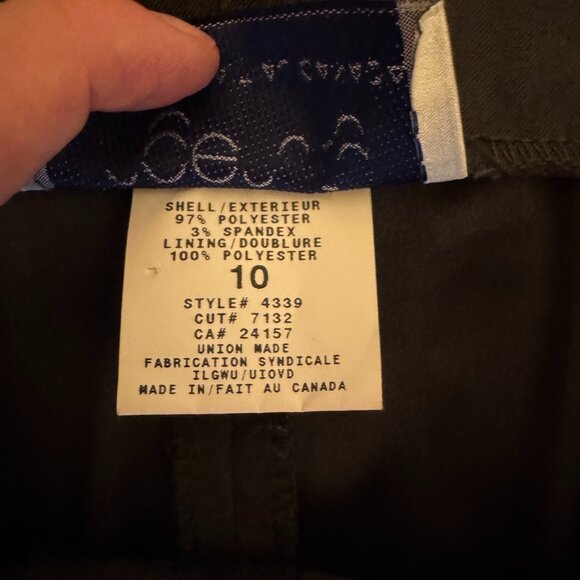 SHELL/EXTERIEUR
97% POLYESTER
3% SPANDEX
LINING/DOUBLURE
100% POLYESTER
10
STYLE# 4339
CUT# 7132
CA# 24157
UNION MADE
FABRICATION SYNDICALE
ILGWU/UIOVD
MADE IN/FAIT AU CANADA